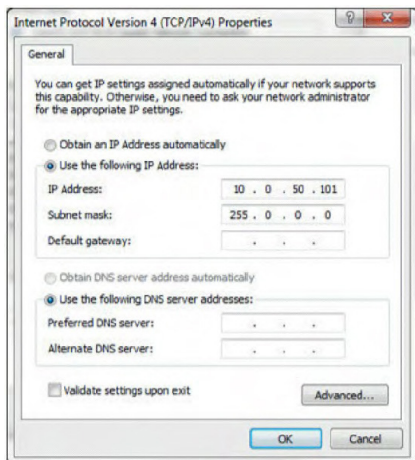 Internet Protocol Version 4 (TCP/IPv4) Properties
General
You can get IP settings assigned automatically if your network supports
this capability. Otherwise, you need to ask your network administrator
for the appropriate IP settings.
Obtain an IP Address automatically
Use the following IP Address:
IP Address: 10 . 0 . 50 . 101
Subnet mask: 255 . 0 . 0 . 0
Default gateway: . . .
Obtain DNS server address automatically
Use the following DNS server addresses:
Preferred DNS server: . . .
Alternate DNS server: . . .
Validate settings upon exit
Advanced...
OK Cancel